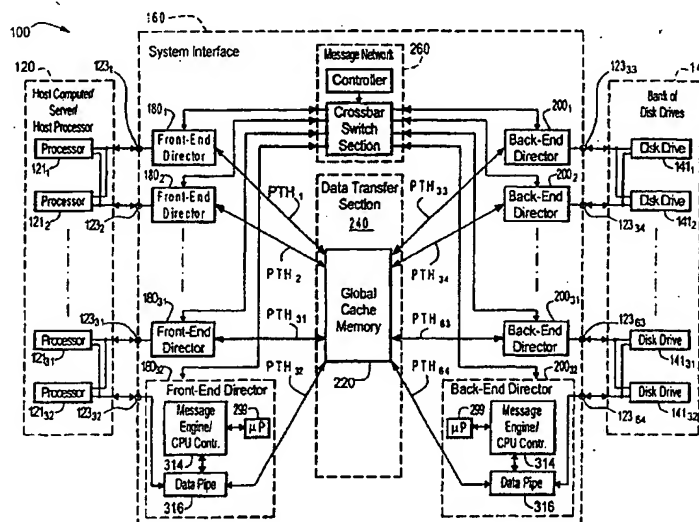 100
160
System Interface
260
Message Network
Controller
Crossbar
Switch
Section
120
123₁
Host Computer/
Server/
Host Processor
Processor
121₁
Processor
121₂
123₂
Processor
121₃₁
123₃₁
Processor
121₃₂
123₃₂
180₁
Front-End
Director
180₂
Front-End
Director
180₃₁
Front-End
Director
180₃₂
Front-End Director
Message
Engine/
CPU Contr.
299
μP
314
Data Pipe
316
PTH₁
PTH₂
PTH₃₁
PTH₃₂
Data Transfer
Section
240
Global
Cache
Memory
220
PTH₃₃
PTH₃₄
PTH₆₃
PTH₆₄
200₁
Back-End
Director
200₂
Back-End
Director
200₃₁
Back-End
Director
200₃₂
Back-End Director
299
μP
Message
Engine/
CPU Contr.
314
Data Pipe
316
123₃₃
123₃₄
123₆₃
123₆₄
14
Bank of
Disk Drives
Disk Drive
141₁
Disk Drive
141₂
Disk Drive
141₃₁
Disk Drive
141₃₂